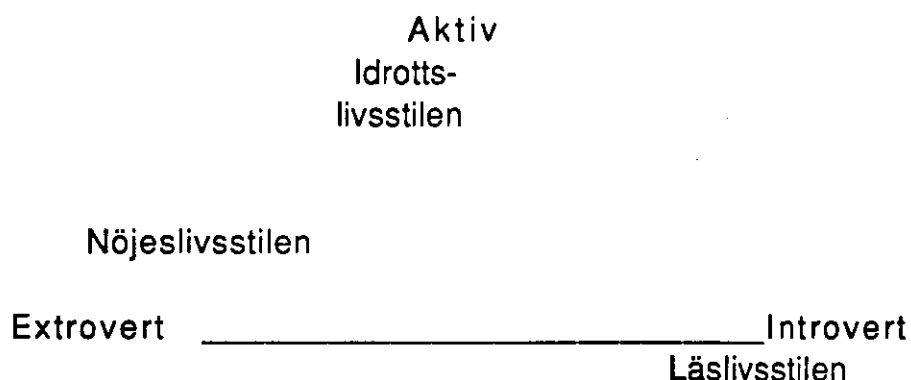 Aktiv
Idrotts-
livsstilen
Nöjeslivsstilen
Extrovert Introvert
Läslivsstilen